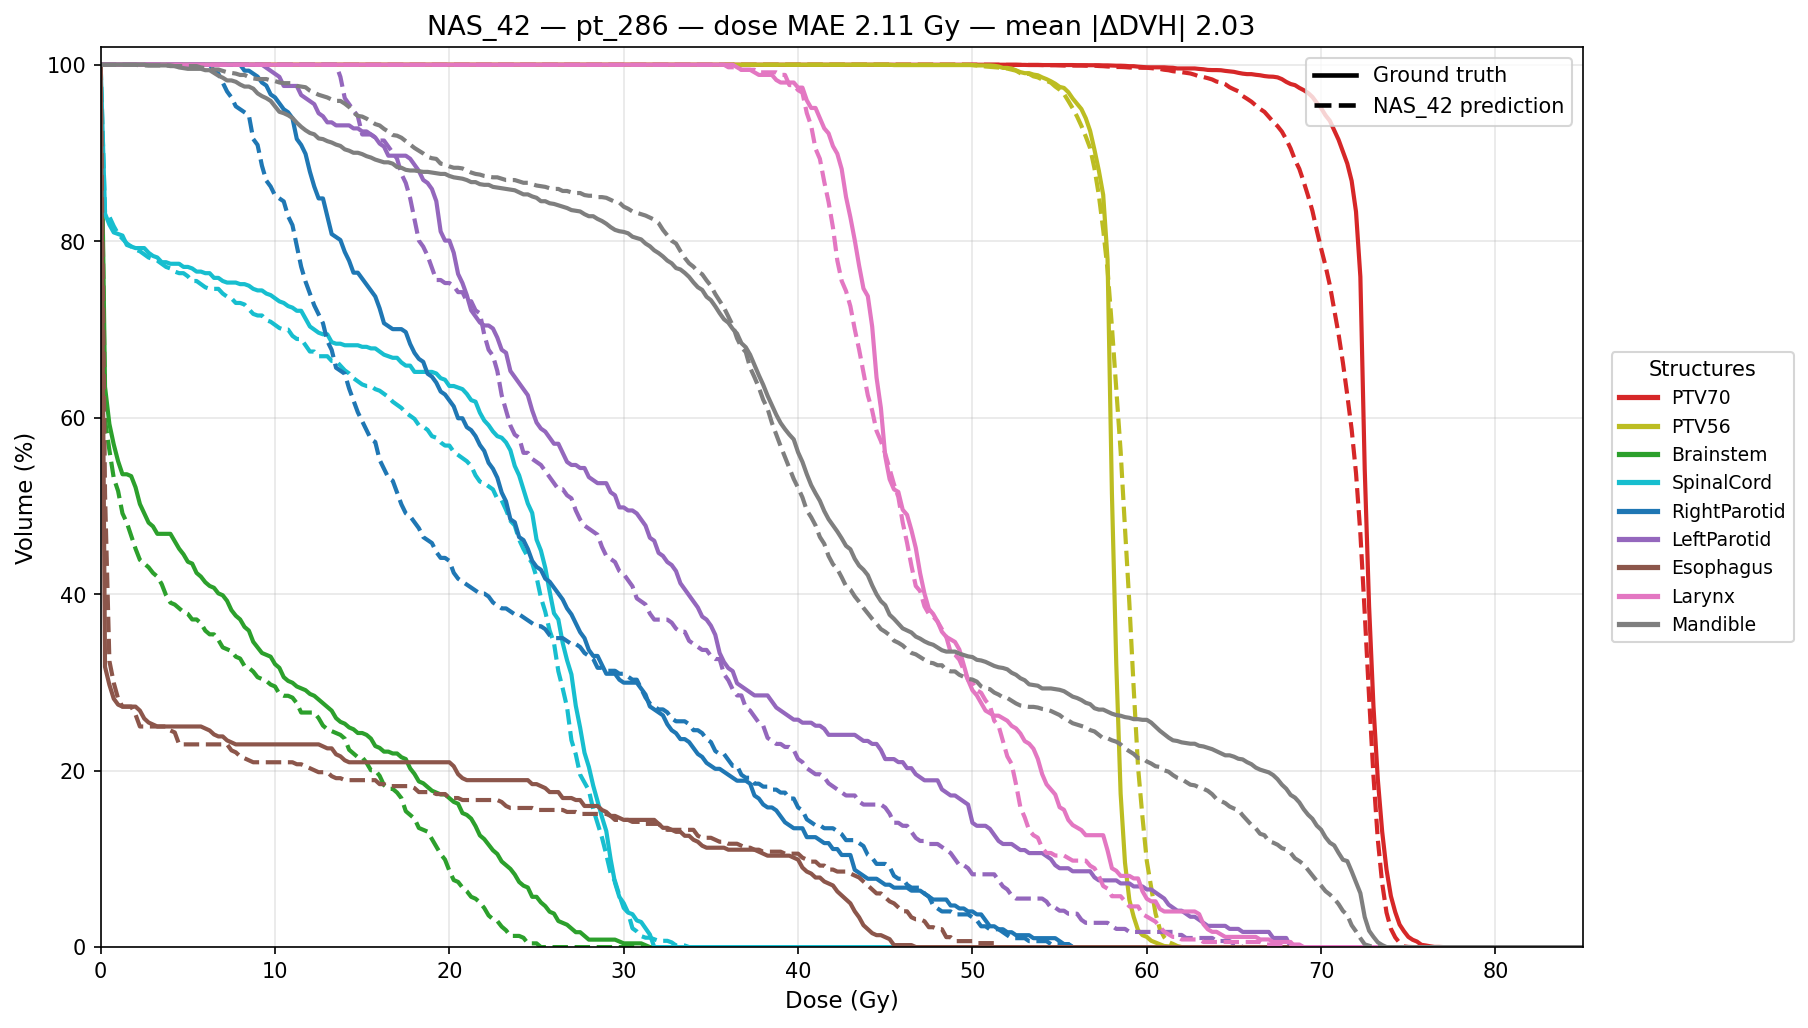 NAS_42 — pt_286 — dose MAE 2.11 Gy — mean |ΔDVH| 2.03
Ground truth
NAS_42 prediction
Volume (%)
100
80
60
40
20
0
0 10 20 30 40 50 60 70 80
Dose (Gy)
Structures
PTV70
PTV56
Brainstem
SpinalCord
RightParotid
LeftParotid
Esophagus
Larynx
Mandible